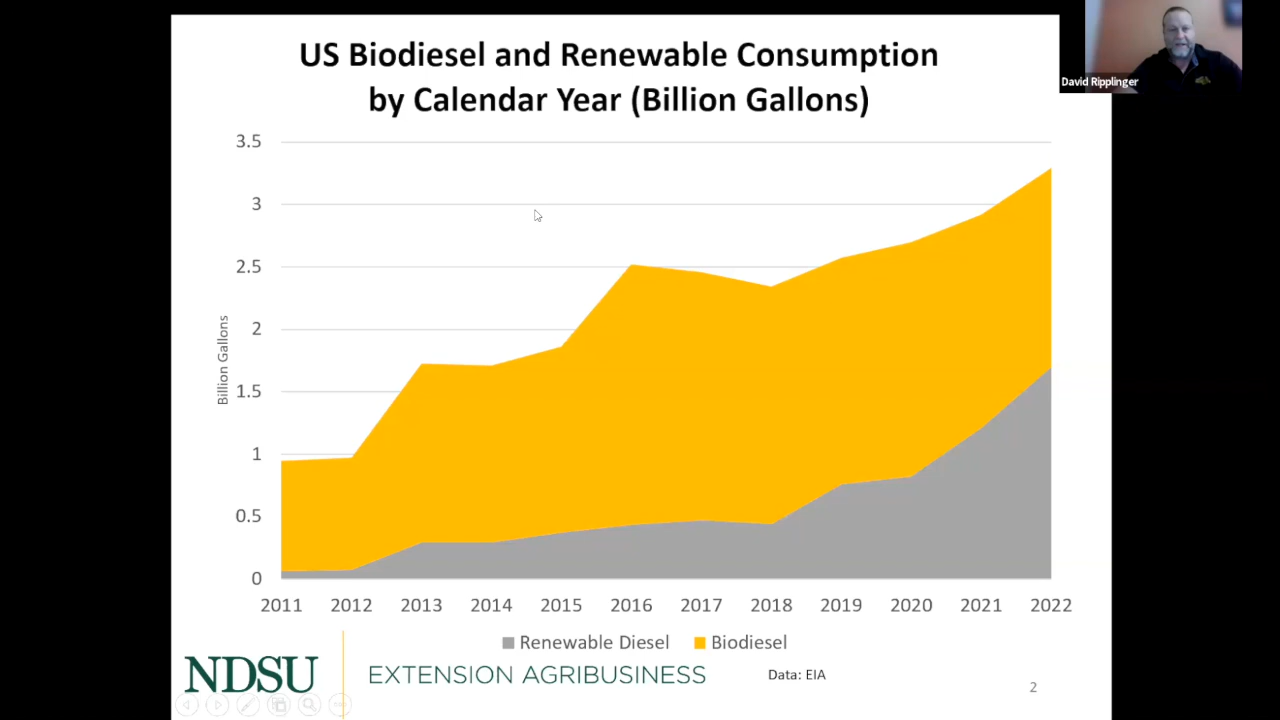 US Biodiesel and Renewable Consumption
by Calendar Year (Billion Gallons)
David Ripplinger
3.5
3
2.5
2
1.5
1
0.5
0
Billion Gallons
2011 2012 2013 2014 2015 2016 2017 2018 2019 2020 2021 2022
Renewable Diesel Biodiesel
NDSU EXTENSION AGRIBUSINESS
Data: EIA
2